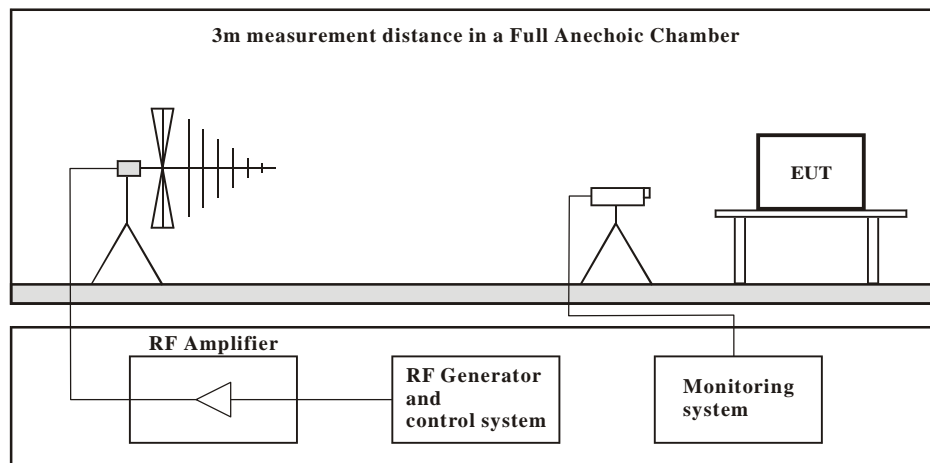 3m measurement distance in a Full Anechoic Chamber
EUT
RF Amplifier
RF Generator
and
control system
Monitoring
system